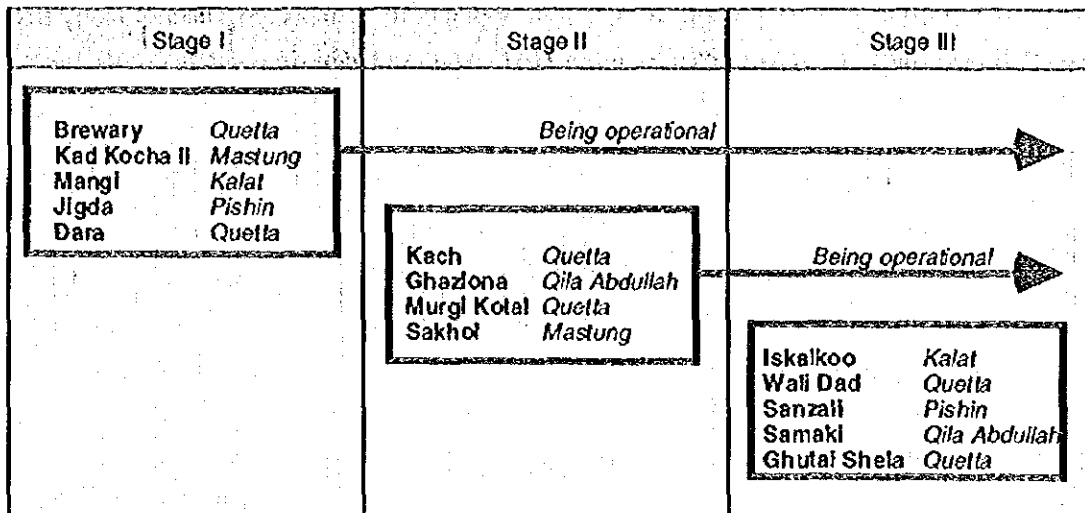 Stage I Stage II Stage III
Brewary Quetta
Kad Kocha II Mastung
Mangi Kalat
Jigda Pishin
Dara Quetta
Being operational
Kach Quetta
Ghaziona Qila Abdullah
Murgi Kotal Quetta
Sakhol Mastung
Being operational
Iskalkoo Kalat
Wali Dad Quetta
Sanzali Pishin
Samaki Qila Abdullah
Ghutai Shela Quetta